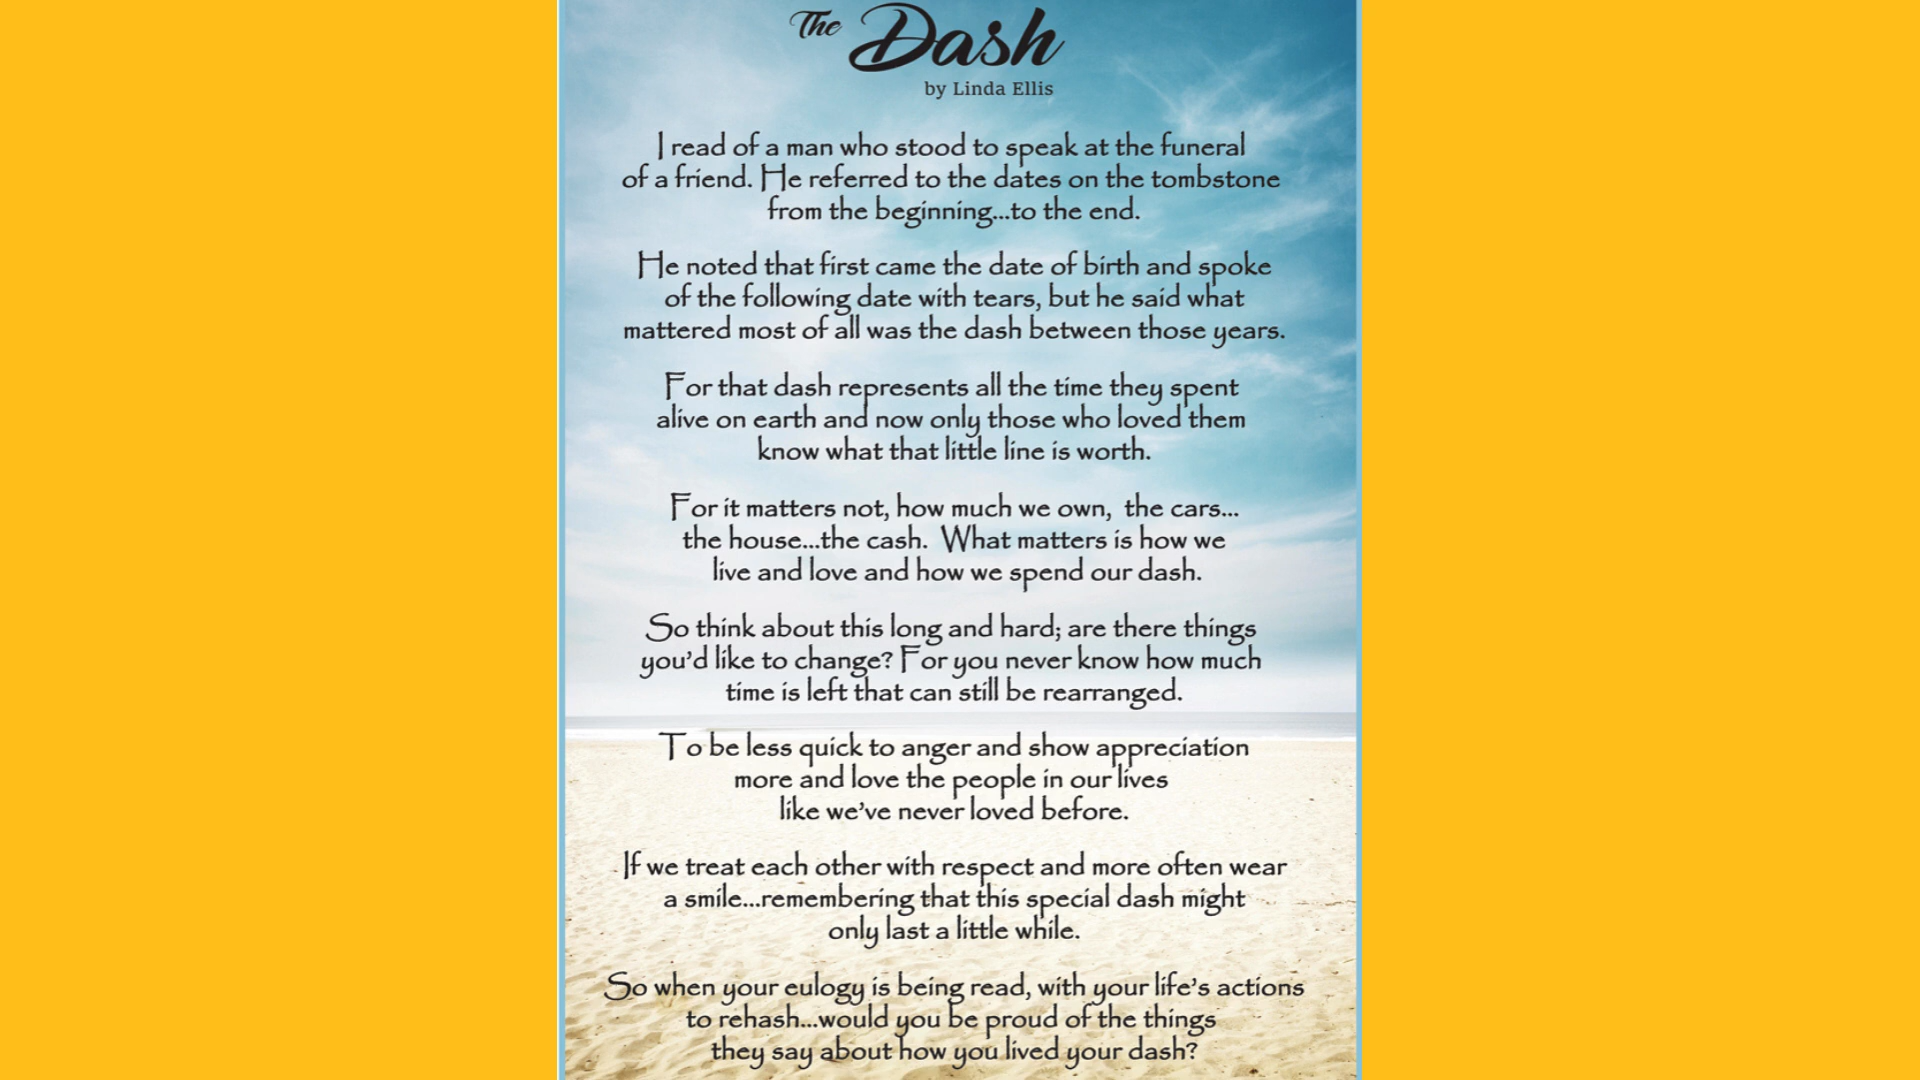 The Dash
by Linda Ellis
I read of a man who stood to speak at the funeral
of a friend. He referred to the dates on the tombstone
from the beginning...to the end.
He noted that first came the date of birth and spoke
of the following date with tears, but he said what
mattered most of all was the dash between those years.
For that dash represents all the time they spent
alive on earth and now only those who loved them
know what that little line is worth.
For it matters not, how much we own, the cars...
the house...the cash. What matters is how we
live and love and how we spend our dash.
So think about this long and hard; are there things
you'd like to change? For you never know how much
time is left that can still be rearranged.
To be less quick to anger and show appreciation
more and love the people in our lives
like we've never loved before.
If we treat each other with respect and more often wear
a smile...remembering that this special dash might
only last a little while.
So when your eulogy is being read, with your life's actions
to rehash...would you be proud of the things
they say about how you lived your dash?